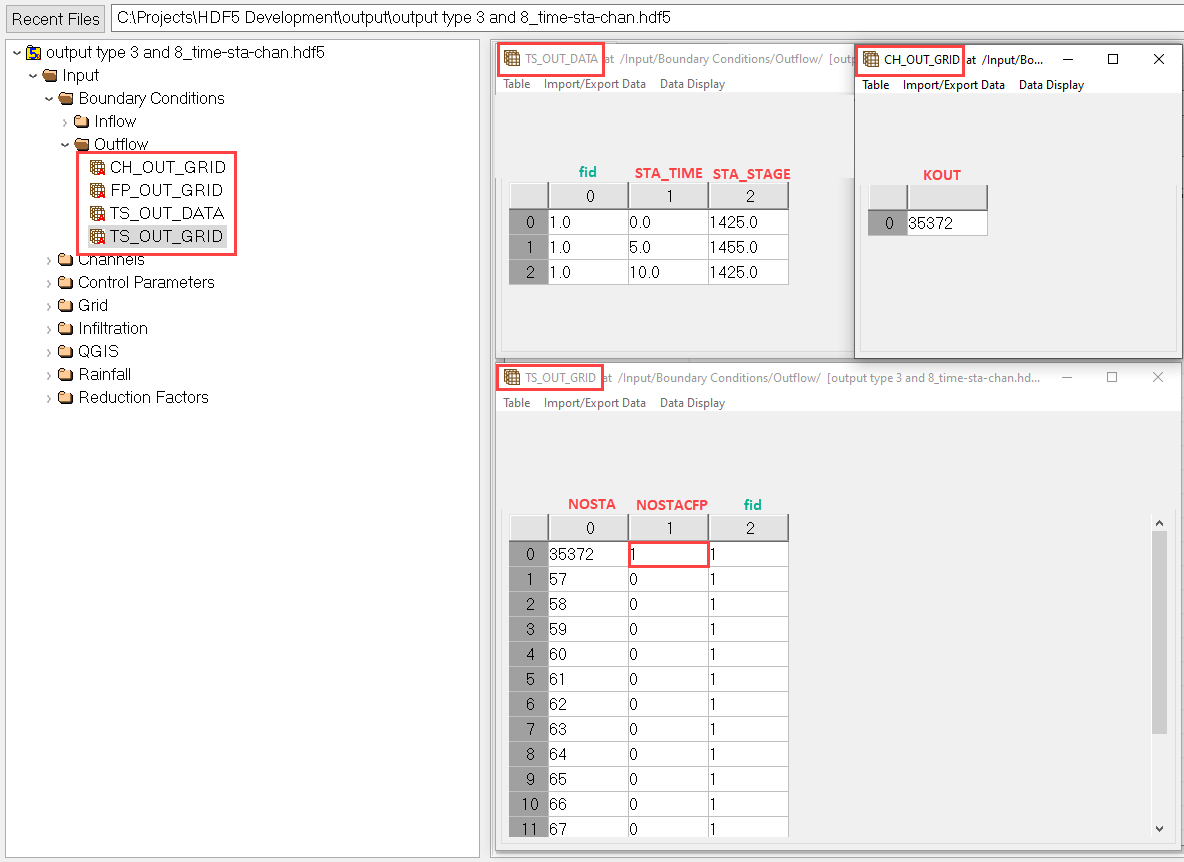 Recent Files
C:\Projects\HDF5 Development\output\output type 3 and 8_time-sta-chan.hdf5
output type 3 and 8_time-sta-chan.hdf5
Input
Boundary Conditions
Inflow
Outflow
CH_OUT_GRID
FP_OUT_GRID
TS_OUT_DATA
TS_OUT_GRID
Channels
Control Parameters
Grid
Infiltration
QGIS
Rainfall
Reduction Factors
TS_OUT_DATA at /Input/Boundary Conditions/Outflow/ [output
Table Import/Export Data Data Display
fid STA_TIME STA_STAGE
0 1 2
0 1.0 0.0 1425.0
1 1.0 5.0 1455.0
2 1.0 10.0 1425.0
CH_OUT_GRID at /Input/Bo...
Table Import/Export Data Data Display
KOUT
0 35372
TS_OUT_GRID at /Input/Boundary Conditions/Outflow/ [output type 3 and 8_time-sta-chan.hd...
Table Import/Export Data Data Display
NOSTA NOSTACFP fid
0 1 2
0 35372 1 1
1 57 0 1
2 58 0 1
3 59 0 1
4 60 0 1
5 61 0 1
6 62 0 1
7 63 0 1
8 64 0 1
9 65 0 1
10 66 0 1
11 67 0 1